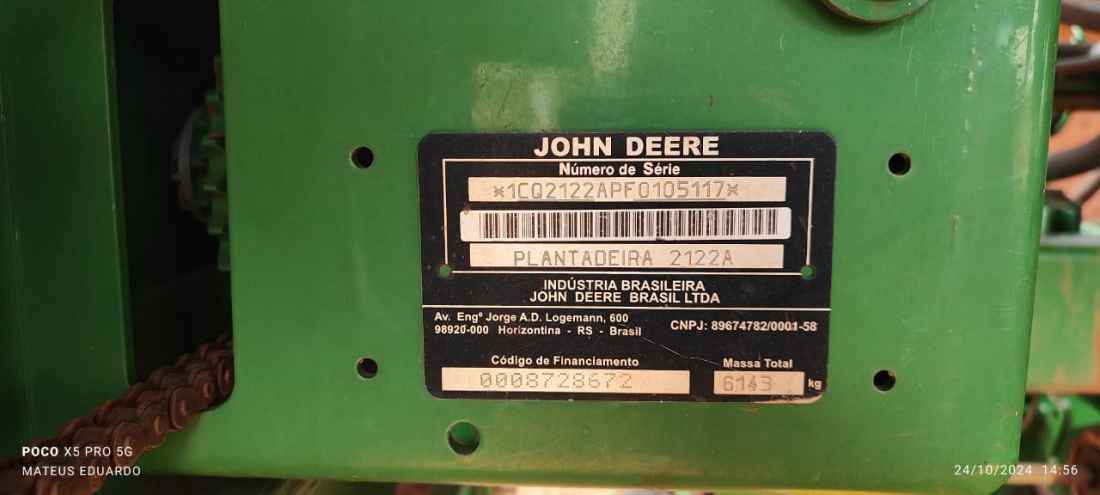 JOHN DEERE
Número de Série
*1CQ2122APF0105117*
PLANTADEIRA 2122A
INDÚSTRIA BRASILEIRA
JOHN DEERE BRASIL LTDA
Av. Engº Jorge A.D. Logemann, 600
98920-000 Horizontina - RS - Brasil
CNPJ: 89674782/0001-58
Código de Financiamento
0008728672
Massa Total
6143 kg
POCO X5 PRO 5G
MATEUS EDUARDO
24/10/2024 14:56